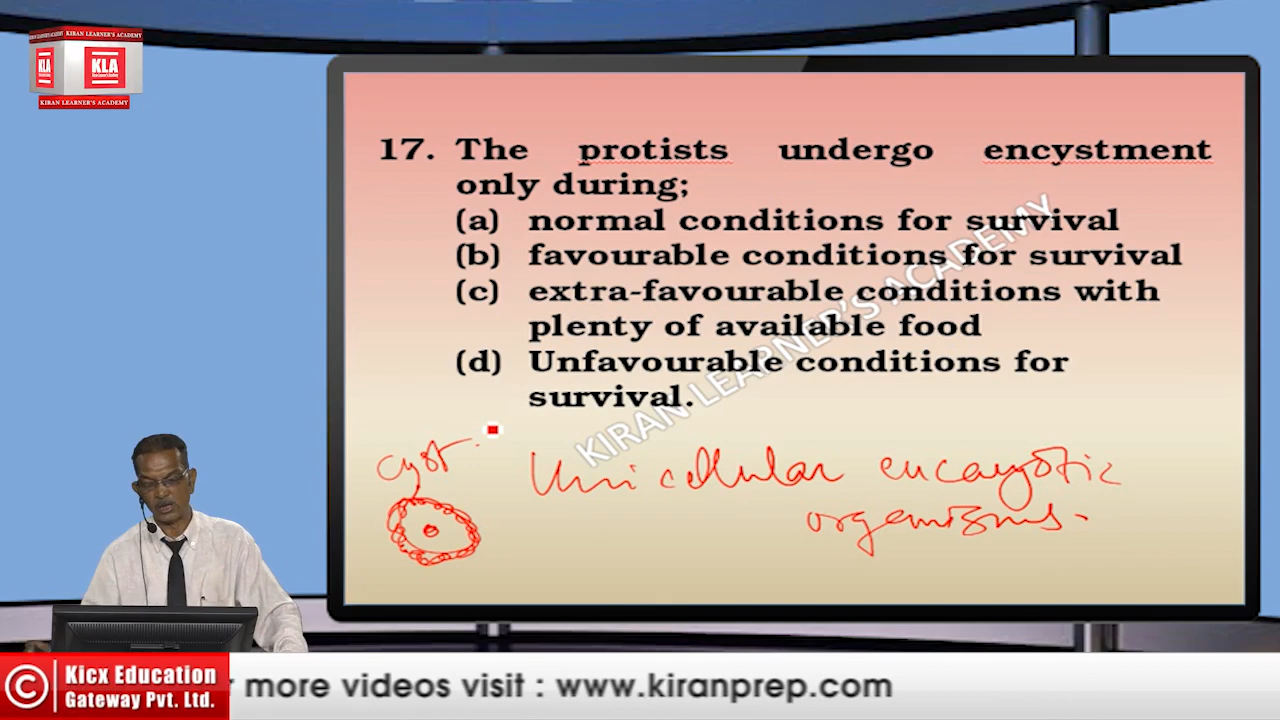 KIRAN LEARNER'S ACADEMY
KLA
KLA
KIRAN LEARNER'S ACADEMY
17. The protists undergo encystment
only during;
(a) normal conditions for survival
(b) favourable conditions for survival
(c) extra-favourable conditions with
plenty of available food
(d) Unfavourable conditions for
survival.
KIRAN LEARNER'S ACADEMY
cyst
Unicellular eucaryotic
organisms.
© Kicx Education
Gateway Pvt. Ltd.
more videos visit : www.kiranprep.com